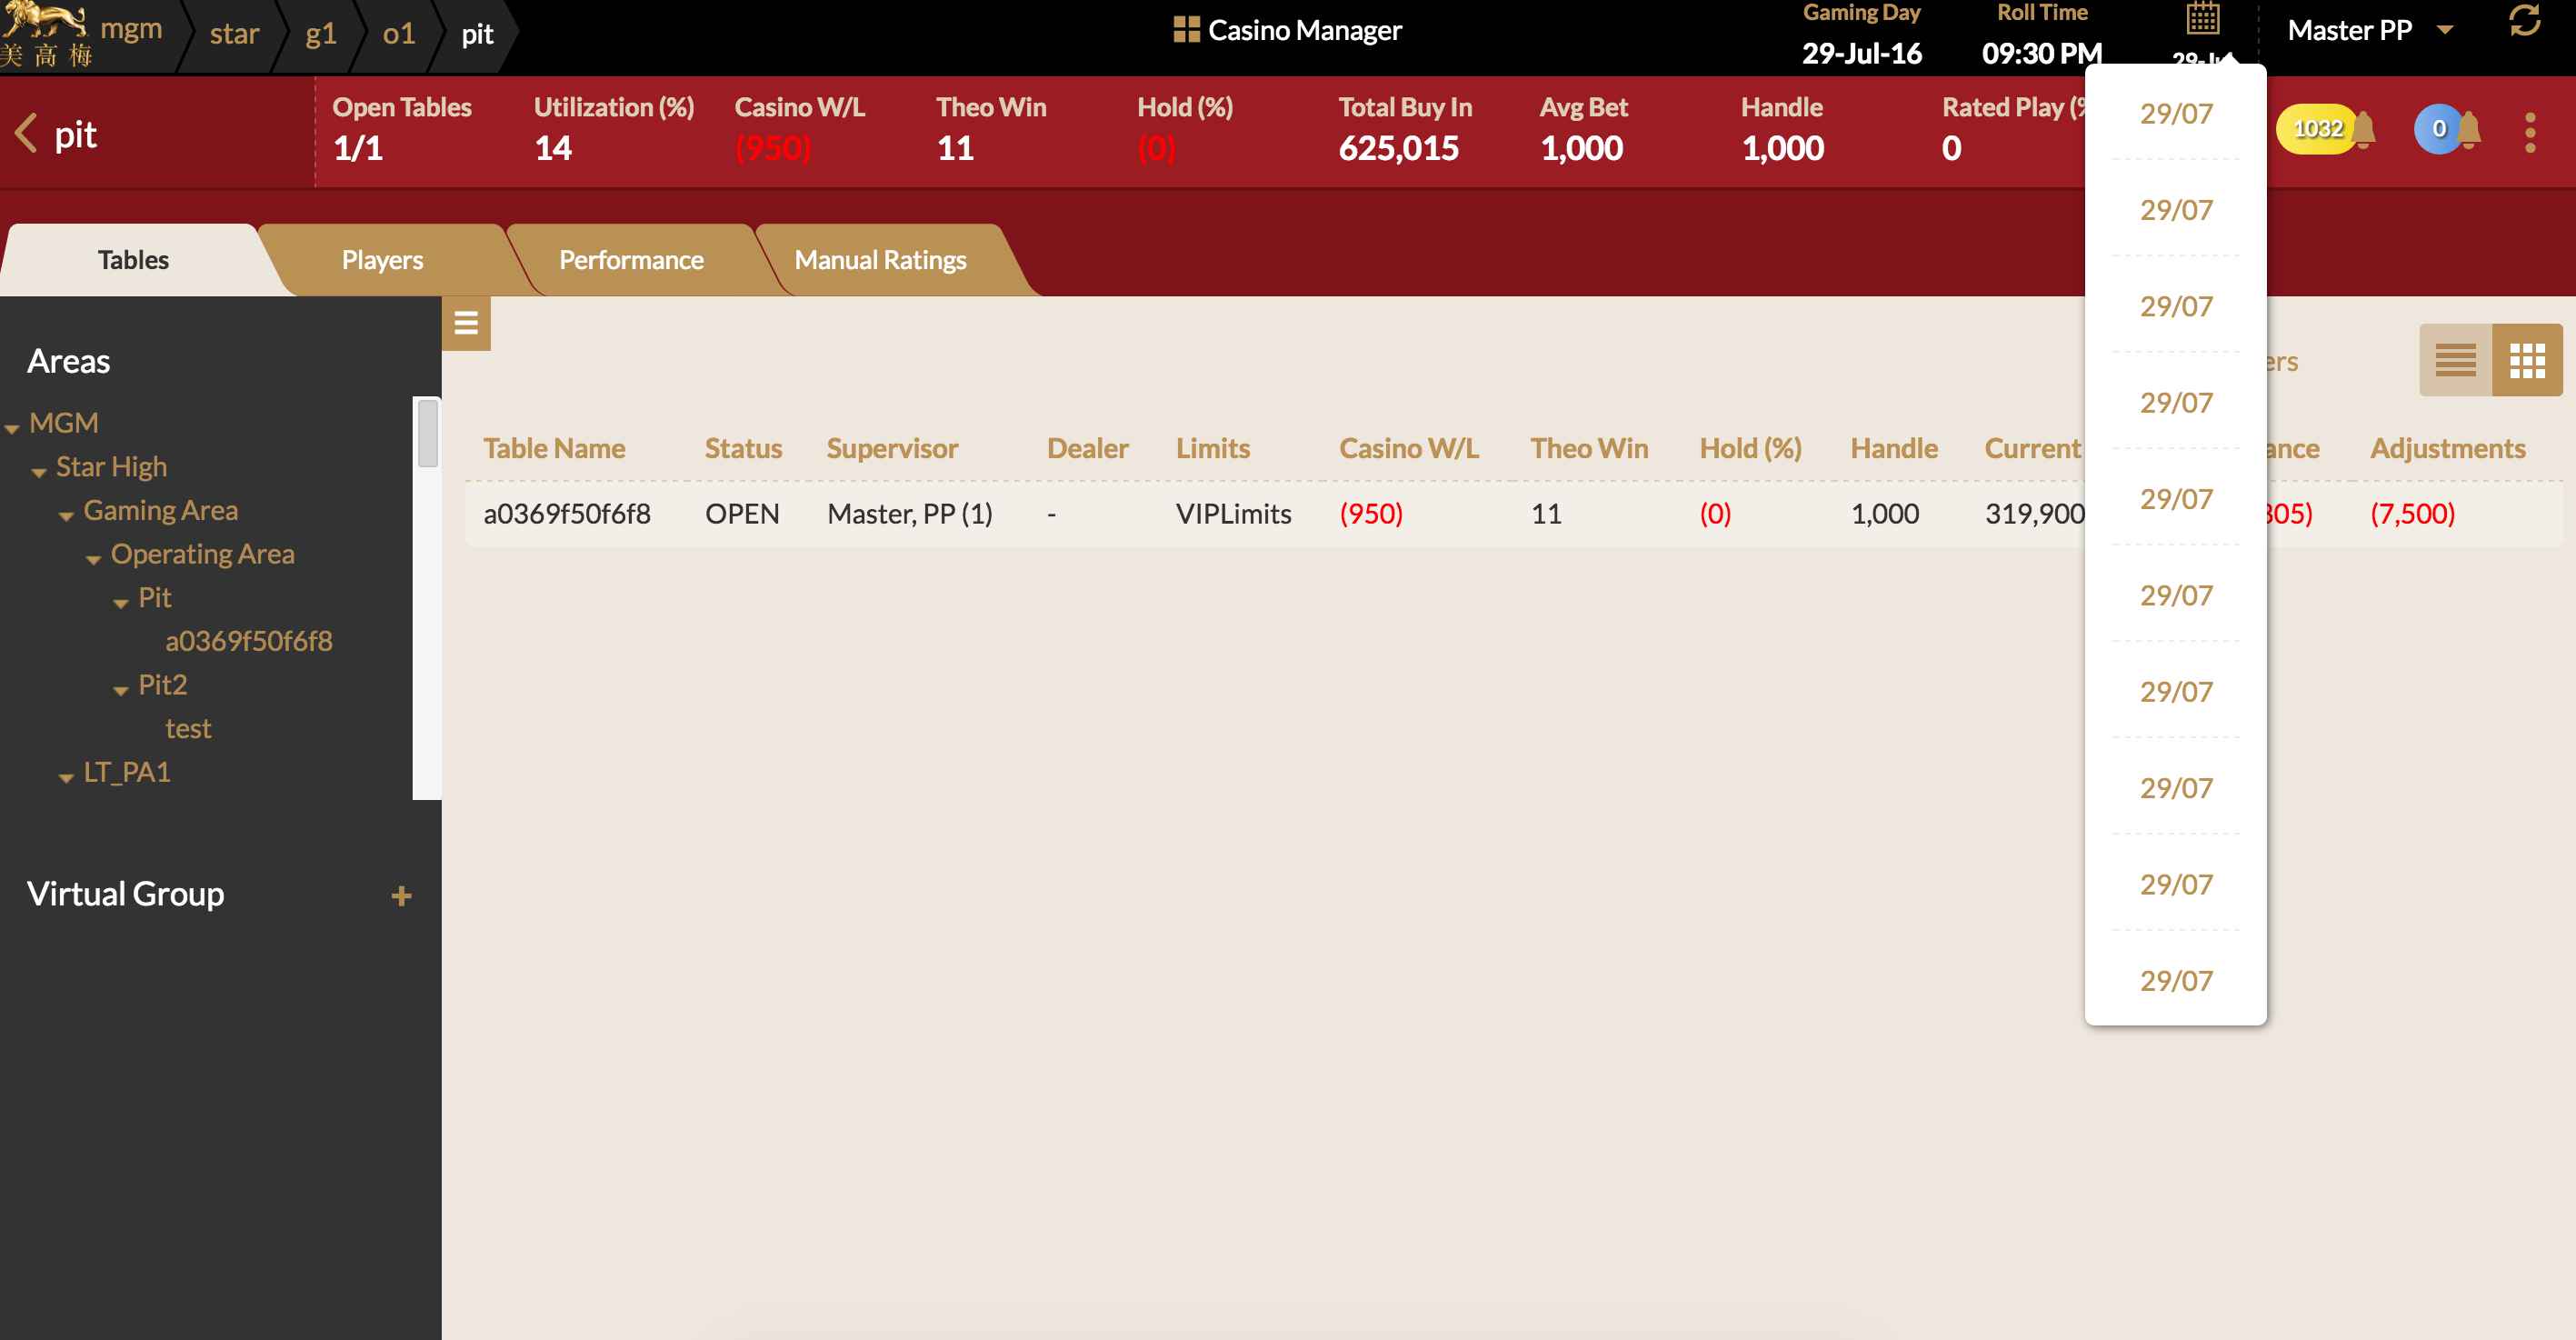 美高梅
mgm
star
g1
o1
pit
Casino Manager
Gaming Day
29-Jul-16
Roll Time
09:30 PM
Master PP
pit
Open Tables
1/1
Utilization (%)
14
Casino W/L
(950)
Theo Win
11
Hold (%)
(0)
Total Buy In
625,015
Avg Bet
1,000
Handle
1,000
Rated Play (%
0
1032
0
Tables
Players
Performance
Manual Ratings
Areas
MGM
Star High
Gaming Area
Operating Area
Pit
a0369f50f6f8
Pit2
test
LT_PA1
Virtual Group
+
Table Name Status Supervisor Dealer Limits Casino W/L Theo Win Hold (%) Handle Current Adjustments
a0369f50f6f8 OPEN Master, PP (1) - VIPLimits (950) 11 (0) 1,000 319,900 (7,500)
29/07
29/07
29/07
29/07
29/07
29/07
29/07
29/07
29/07
29/07